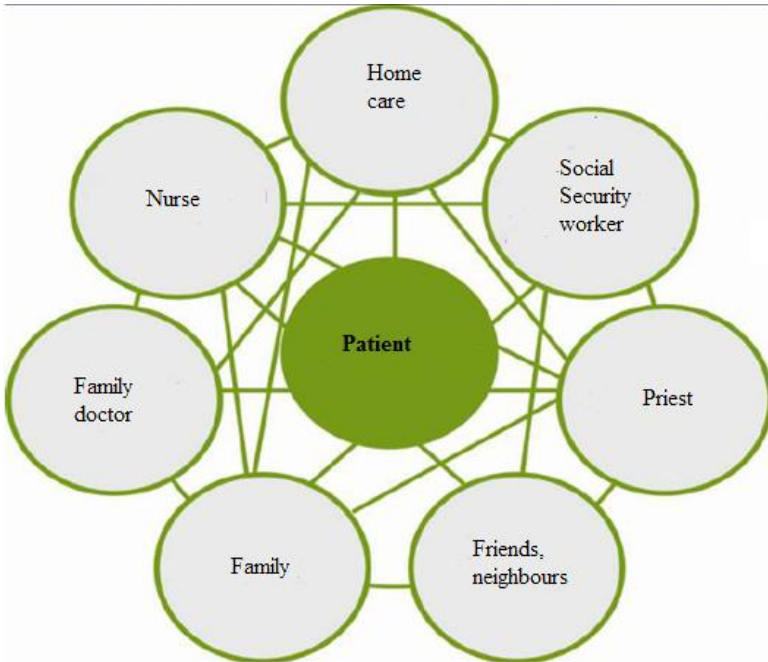 Home
care
Social
Security
worker
Nurse
Patient
Family
doctor
Priest
Family
Friends,
neighbours